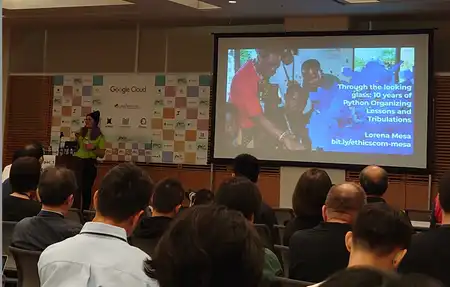 Google Cloud
Through the looking
glass: 10 years of
Python Organizing
Lessons and
Tribulations
Lorena Mesa
bit.ly/ethicscom-mesa